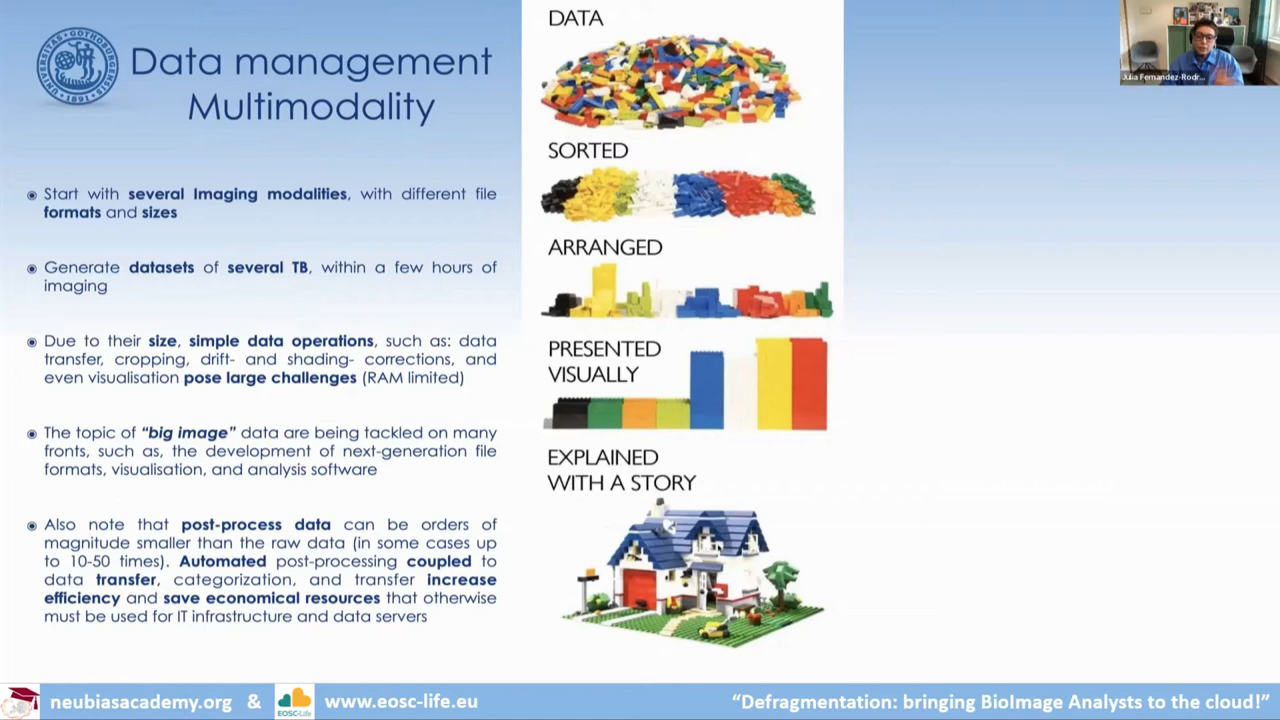 Data management
Multimodality
Start with several Imaging modalities, with different file
formats and sizes
Generate datasets of several TB, within a few hours of
imaging
Due to their size, simple data operations, such as: data
transfer, cropping, drift- and shading- corrections, and
even visualisation pose large challenges (RAM limited)
The topic of “big image” data are being tackled on many
fronts, such as, the development of next-generation file
formats, visualisation, and analysis software
Also note that post-process data can be orders of
magnitude smaller than the raw data (in some cases up
to 10-50 times). Automated post-processing coupled to
data transfer, categorization, and transfer increase
efficiency and save economical resources that otherwise
must be used for IT infrastructure and data servers
DATA
SORTED
ARRANGED
PRESENTED
VISUALLY
EXPLAINED
WITH A STORY
Julia Fernandez-Rodr...
neubiasacademy.org & EOSC-Life www.eosc-life.eu “Defragmentation: bringing BioImage Analysts to the cloud!”